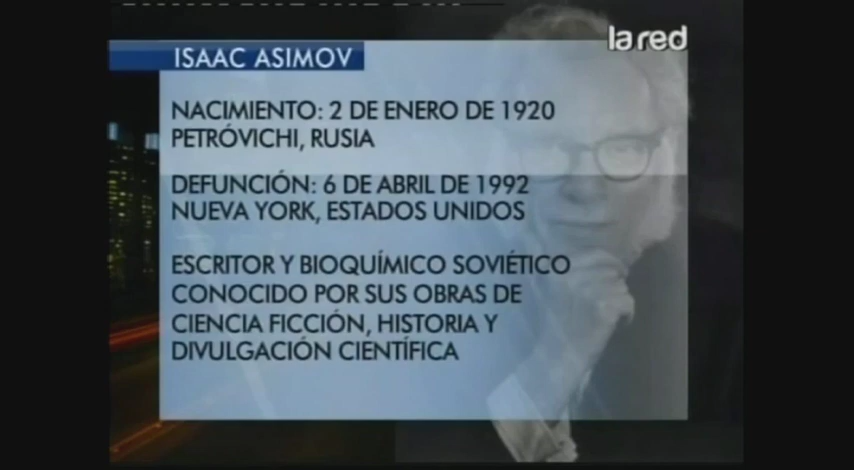 la red
ISAAC ASIMOV
NACIMIENTO: 2 DE ENERO DE 1920
PETRÓVICHI, RUSIA
DEFUNCIÓN: 6 DE ABRIL DE 1992
NUEVA YORK, ESTADOS UNIDOS
ESCRITOR Y BIOQUÍMICO SOVIÉTICO
CONOCIDO POR SUS OBRAS DE
CIENCIA FICCIÓN, HISTORIA Y
DIVULGACIÓN CIENTÍFICA